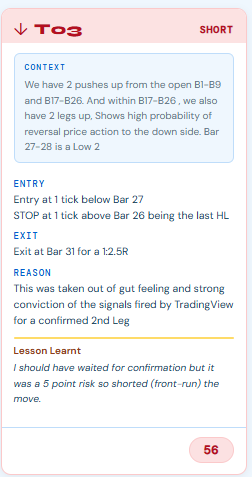 ↓ T03 SHORT
CONTEXT
We have 2 pushes up from the open B1-B9
and B17-B26. And within B17-B26 , we also
have 2 legs up, Shows high probability of
reversal price action to the down side. Bar
27-28 is a Low 2
ENTRY
Entry at 1 tick below Bar 27
STOP at 1 tick above Bar 26 being the last HL
EXIT
Exit at Bar 31 for a 1:2.5R
REASON
This was taken out of gut feeling and strong
conviction of the signals fired by TradingView
for a confirmed 2nd Leg
Lesson Learnt
I should have waited for confirmation but it
was a 5 point risk so shorted (front-run) the
move.
56